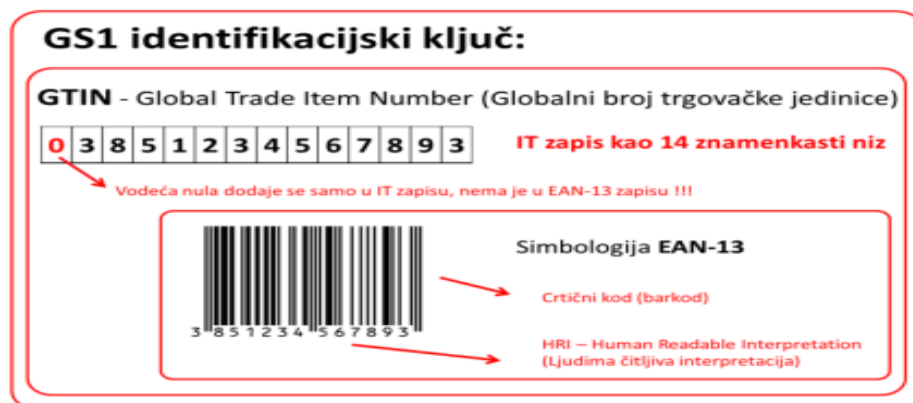 GS1 identifikacijski ključ:
GTIN - Global Trade Item Number (Globalni broj trgovačke jedinice)
0 3 8 5 1 2 3 4 5 6 7 8 9 3 IT zapis kao 14 znamenkasti niz
Vodeća nula dodaje se samo u IT zapisu, nema je u EAN-13 zapisu !!!
Simbologija EAN-13
Crtični kod (barkod)
3 851234 567893
HRI – Human Readable Interpretation
(Ljudima čitljiva interpretacija)